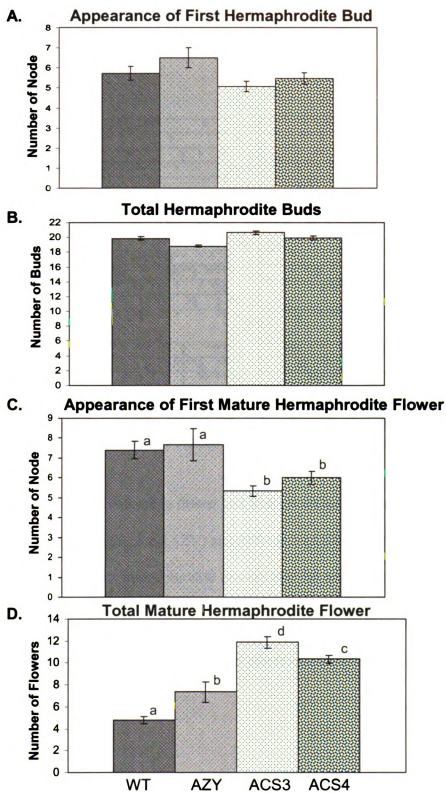 A. Appearance of First Hermaphrodite Bud
Number of Node
8
7
6
5
4
3
2
1
0
B. Total Hermaphrodite Buds
Number of Buds
22
20
18
16
14
12
10
8
6
4
2
0
C. Appearance of First Mature Hermaphrodite Flower
Number of Node
9
8
7
6
5
4
3
2
1
0
a
a
b
b
D. Total Mature Hermaphrodite Flower
Number of Flowers
14
12
10
8
6
4
2
0
a
b
d
c
WT AZY ACS3 ACS4